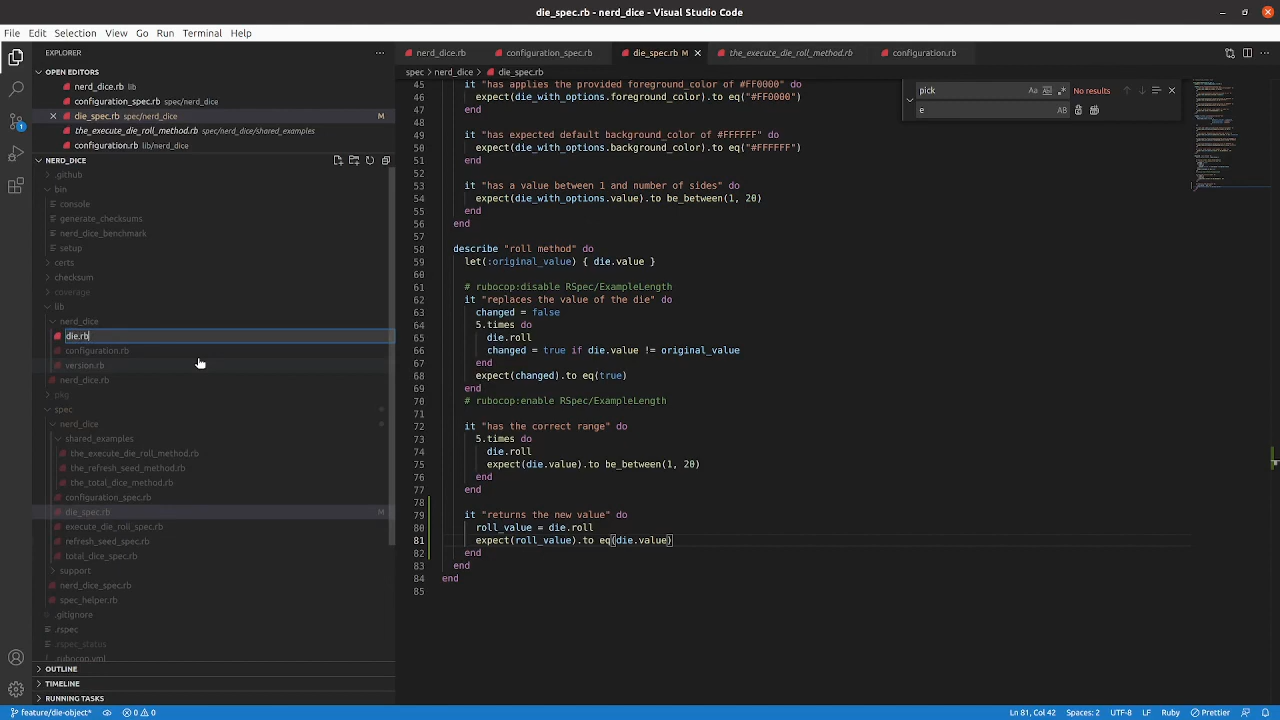 die_spec.rb - nerd_dice - Visual Studio Code
File Edit Selection View Go Run Terminal Help
EXPLORER
OPEN EDITORS
nerd_dice.rb lib
configuration_spec.rb spec/nerd_dice
die_spec.rb spec/nerd_dice M
the_execute_die_roll_method.rb spec/nerd_dice/shared_examples
configuration.rb lib/nerd_dice
NERD_DICE
.github
bin
console
generate_checksums
nerd_dice_benchmark
setup
certs
checksum
coverage
lib
nerd_dice
die.rb
configuration.rb
version.rb
nerd_dice.rb
pkg
spec
nerd_dice
shared_examples
the_execute_die_roll_method.rb
the_refresh_seed_method.rb
the_total_dice_method.rb
configuration_spec.rb
die_spec.rb M
execute_die_roll_spec.rb
refresh_seed_spec.rb
total_dice_spec.rb
support
nerd_dice_spec.rb
spec_helper.rb
.gitignore
.rspec
.rspec_status
.rubocop.yml
OUTLINE
TIMELINE
RUNNING TASKS
nerd_dice.rb configuration_spec.rb die_spec.rb M the_execute_die_roll_method.rb configuration.rb
spec nerd_dice die_spec.rb
pick Aa No results
e AB
45 it "has applies the provided foreground_color of #FF0000" do
46 expect(die_with_options.foreground_color).to eq("#FF0000")
47 end
48
49 it "has expected default background_color of #FFFFFF" do
50 expect(die_with_options.background_color).to eq("#FFFFFF")
51 end
52
53 it "has a value between 1 and number of sides" do
54 expect(die_with_options.value).to be_between(1, 20)
55 end
56 end
57
58 describe "roll method" do
59 let(:original_value) { die.value }
60
61 # rubocop:disable RSpec/ExampleLength
62 it "replaces the value of the die" do
63 changed = false
64 5.times do
65 die.roll
66 changed = true if die.value != original_value
67 end
68 expect(changed).to eq(true)
69 end
70 # rubocop:enable RSpec/ExampleLength
71
72 it "has the correct range" do
73 5.times do
74 die.roll
75 expect(die.value).to be_between(1, 20)
76 end
77 end
78
79 it "returns the new value" do
80 roll_value = die.roll
81 expect(roll_value).to eq(die.value)
82 end
83 end
84 end
85
1
feature/die-object* 0 0 Ln 81, Col 42 Spaces: 2 UTF-8 LF Ruby Prettier